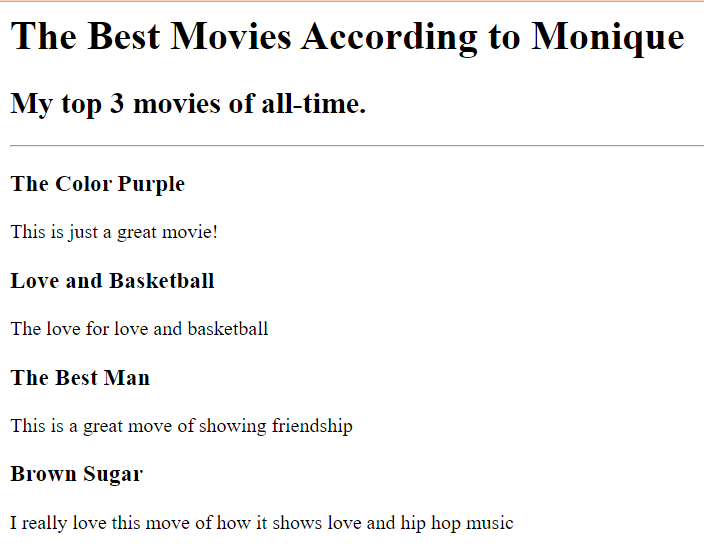 The Best Movies According to Monique
My top 3 movies of all-time.
The Color Purple
This is just a great movie!
Love and Basketball
The love for love and basketball
The Best Man
This is a great move of showing friendship
Brown Sugar
I really love this move of how it shows love and hip hop music